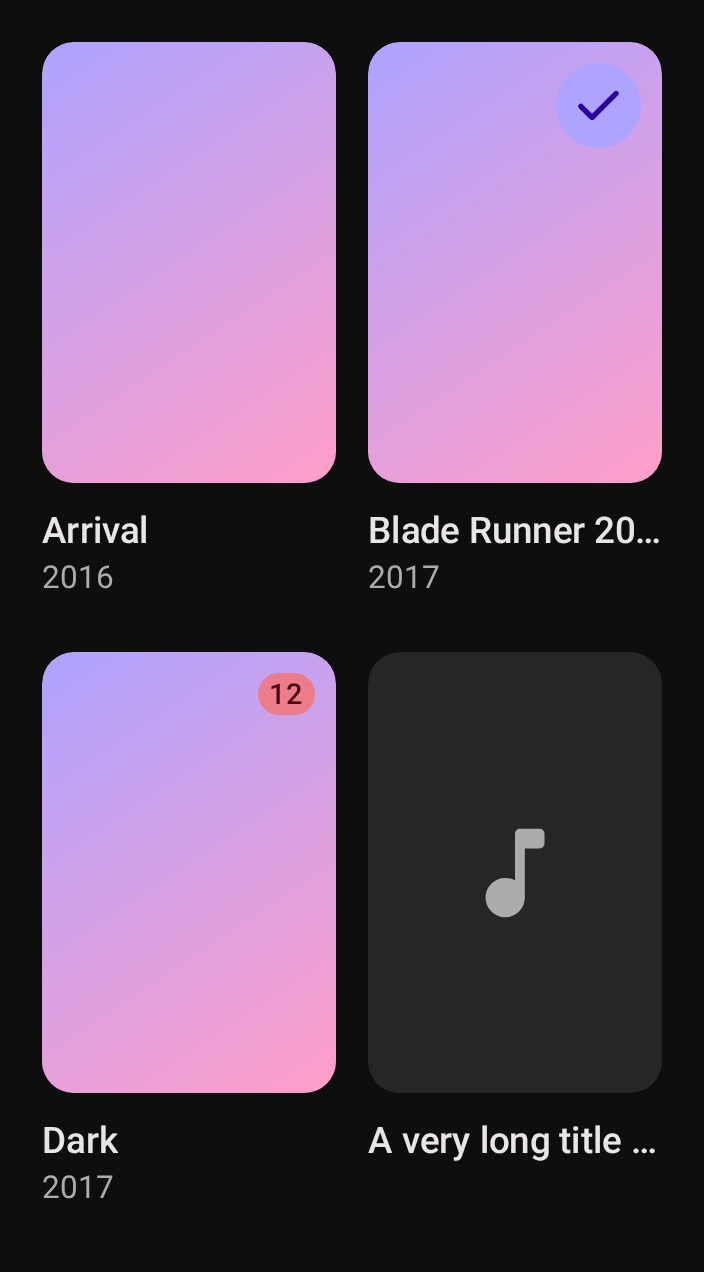 Arrival
2016
Blade Runner 20…
2017
12
Dark
2017
A very long title …